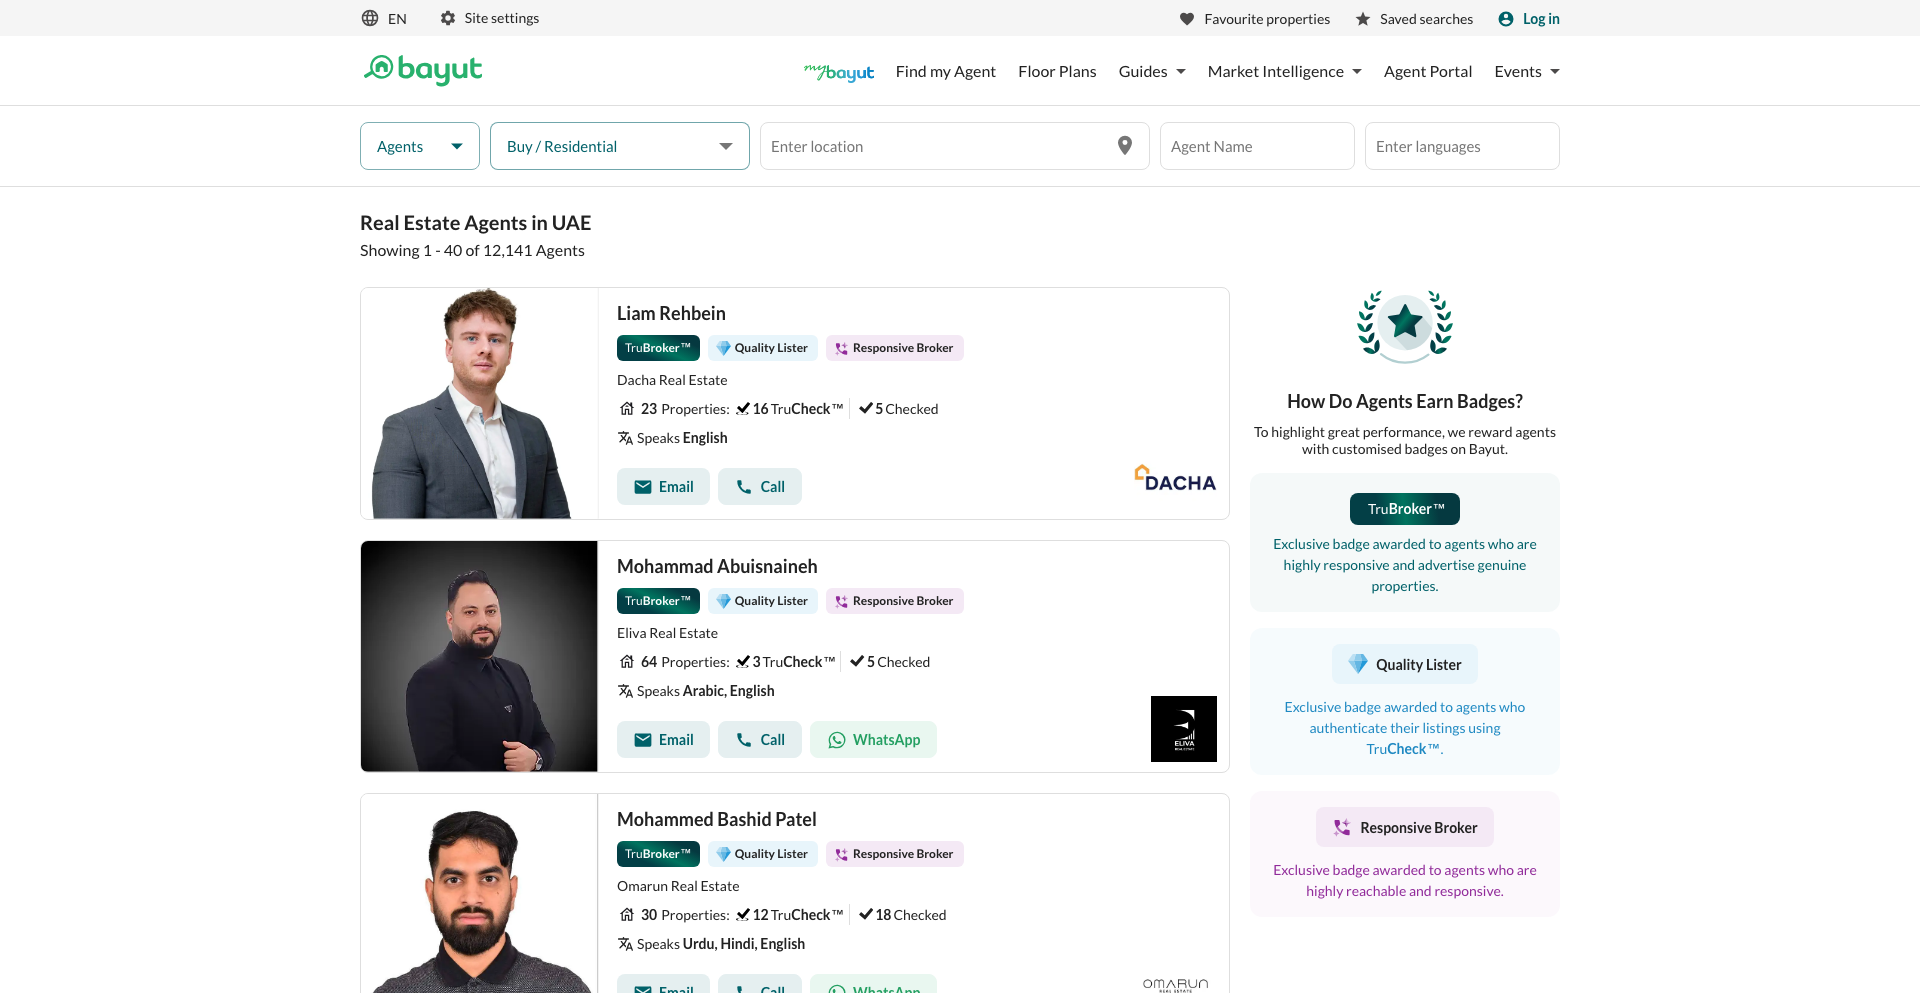 EN
Site settings
Favourite properties
Saved searches
Log in
bayut
mybayut
Find my Agent
Floor Plans
Guides
Market Intelligence
Agent Portal
Events
Agents
Buy / Residential
Enter location
Agent Name
Enter languages
Real Estate Agents in UAE
Showing 1 - 40 of 12,141 Agents
Liam Rehbein
TruBroker™
Quality Lister
Responsive Broker
Dacha Real Estate
23 Properties: 16 TruCheck™ 5 Checked
Speaks English
Email
Call
DACHA
Mohammad Abuisnaineh
TruBroker™
Quality Lister
Responsive Broker
Eliva Real Estate
64 Properties: 3 TruCheck™ 5 Checked
Speaks Arabic, English
Email
Call
WhatsApp
ELIVA
REAL ESTATE
Mohammed Bashid Patel
TruBroker™
Quality Lister
Responsive Broker
Omarun Real Estate
30 Properties: 12 TruCheck™ 18 Checked
Speaks Urdu, Hindi, English
Email
Call
WhatsApp
OMARUN
REAL ESTATE
How Do Agents Earn Badges?
To highlight great performance, we reward agents
with customised badges on Bayut.
TruBroker™
Exclusive badge awarded to agents who are
highly responsive and advertise genuine
properties.
Quality Lister
Exclusive badge awarded to agents who
authenticate their listings using
TruCheck™.
Responsive Broker
Exclusive badge awarded to agents who are
highly reachable and responsive.